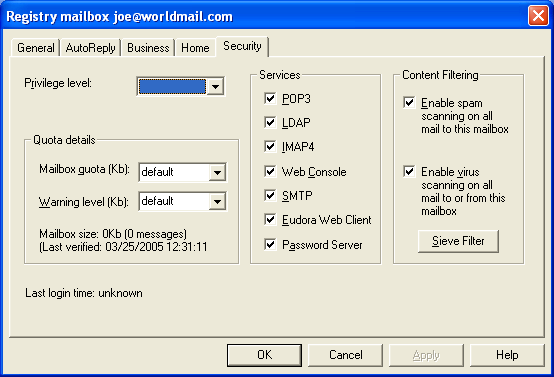 Registry mailbox joe@worldmail.com
General
AutoReply
Business
Home
Security
Privilege level:
Quota details
Mailbox quota (Kb):
default
Warning level (Kb):
default
Mailbox size: 0Kb (0 messages)
(Last verified: 03/25/2005 12:31:11
Last login time: unknown
Services
POP3
LDAP
IMAP4
Web Console
SMTP
Eudora Web Client
Password Server
Content Filtering
Enable spam
scanning on all
mail to this mailbox
Enable virus
scanning on all
mail to or from this
mailbox
Sieve Filter
OK
Cancel
Apply
Help